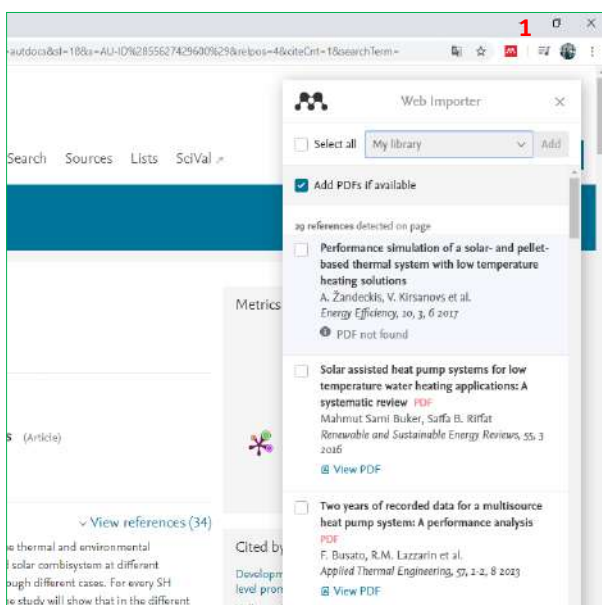 1
=autdocs&sl=18&s=AU-ID%2855627429600%29&relpos=4&citeCnt=1&searchTerm=
Web Importer
Select all My library Add
Search Sources Lists SciVal
Add PDFs if available
29 references detected on page
Performance simulation of a solar- and pellet-
based thermal system with low temperature
heating solutions
A. Žandeckis, V. Kirsanovs et al.
Energy Efficiency, 10, 3, 6 2017
PDF not found
Metrics
Solar assisted heat pump systems for low
temperature water heating applications: A
systematic review PDF
Mahmut Sami Buker, Saffa B. Riffat
Renewable and Sustainable Energy Reviews, 55, 3
2016
View PDF
s (Article)
Two years of recorded data for a multisource
heat pump system: A performance analysis
PDF
F. Busato, R.M. Lazzarin et al.
Applied Thermal Engineering, 57, 1-2, 8 2013
View PDF
View references (34)
e thermal and environmental
d solar combisystem at different
ough different cases. For every SH
e study will show that in the different
Cited by
Developm
level pron